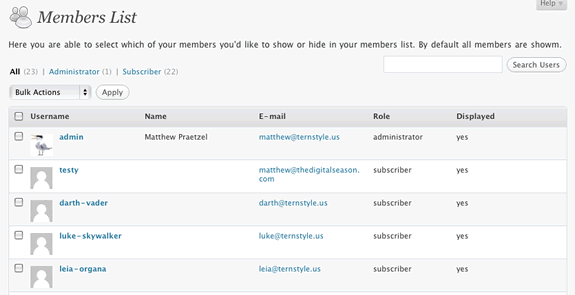 Help
Members List
Here you are able to select which of your members you'd like to show or hide in your members list. By default all members are shwmn.
All (23) | Administrator (1) | Subscriber (22)
Search Users
Bulk Actions Apply
Username Name E-mail Role Displayed
admin Matthew Praetzel matthew@ternstyle.us administrator yes
testy matthew@thedigitalseason.com subscriber yes
darth-vader darth@ternstyle.us subscriber yes
luke-skywalker luke@ternstyle.us subscriber yes
leia-organa leia@ternstyle.us subscriber yes